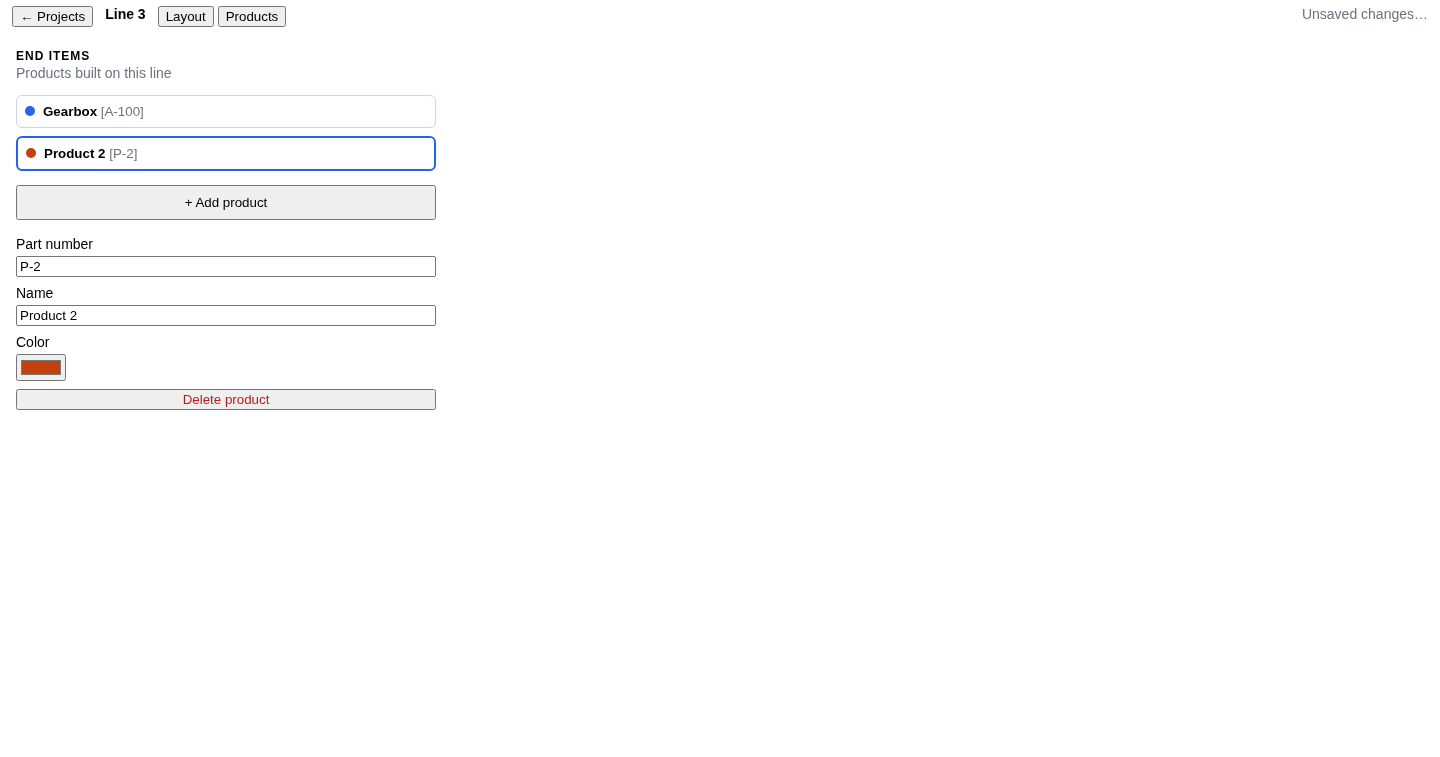 ← Projects Line 3 Layout Products Unsaved changes…
END ITEMS
Products built on this line
Gearbox [A-100]
Product 2 [P-2]
+ Add product
Part number
P-2
Name
Product 2
Color
Delete product